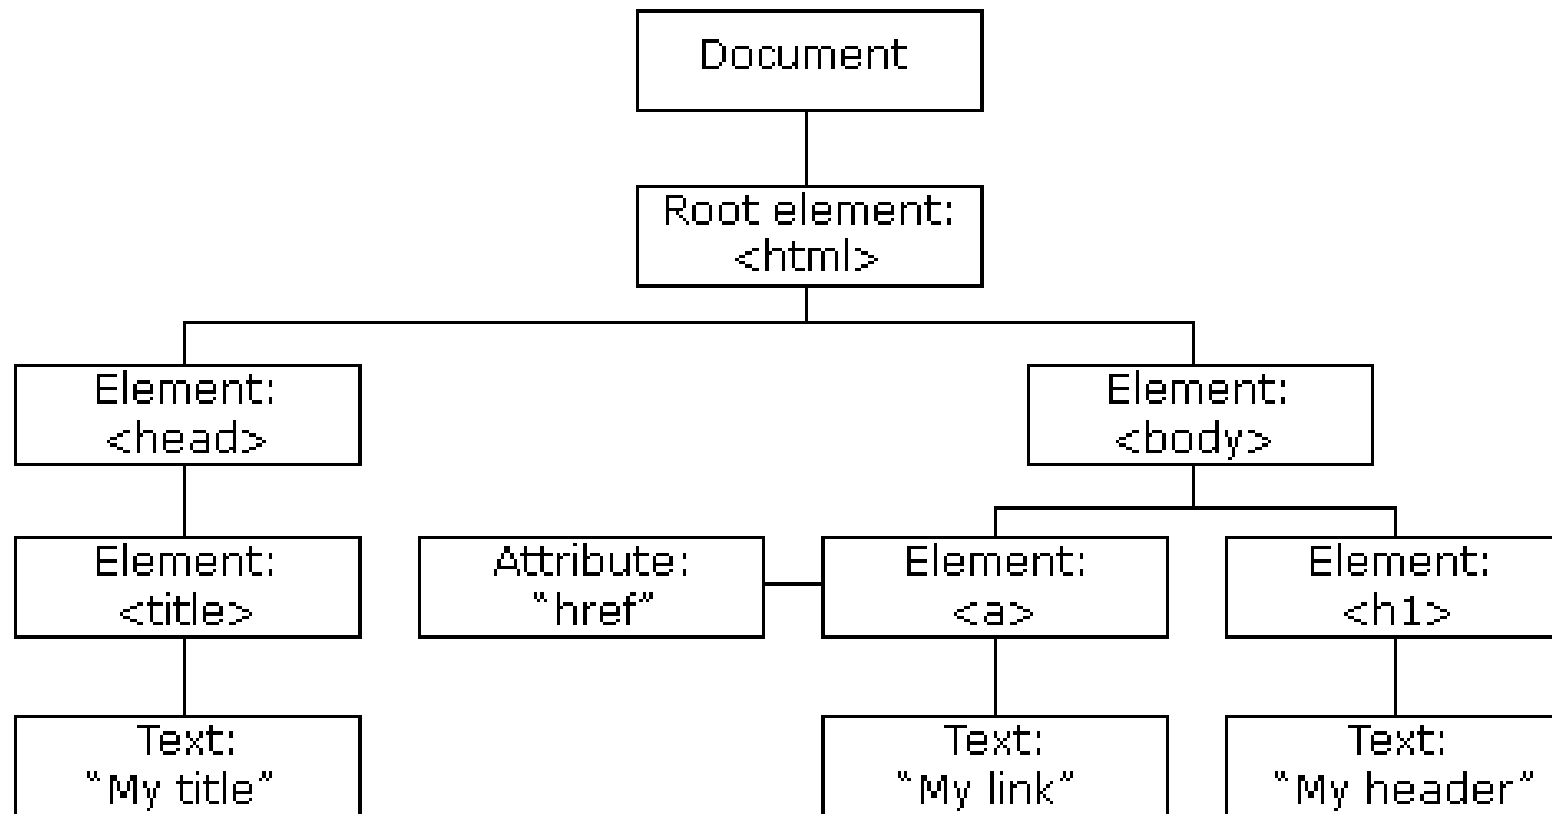 Document
Root element:
<html>
Element:
<head>
Element:
<body>
Element:
<title>
Attribute:
“href”
Element:
<a>
Element:
<h1>
Text:
“My title”
Text:
“My link”
Text:
“My header”